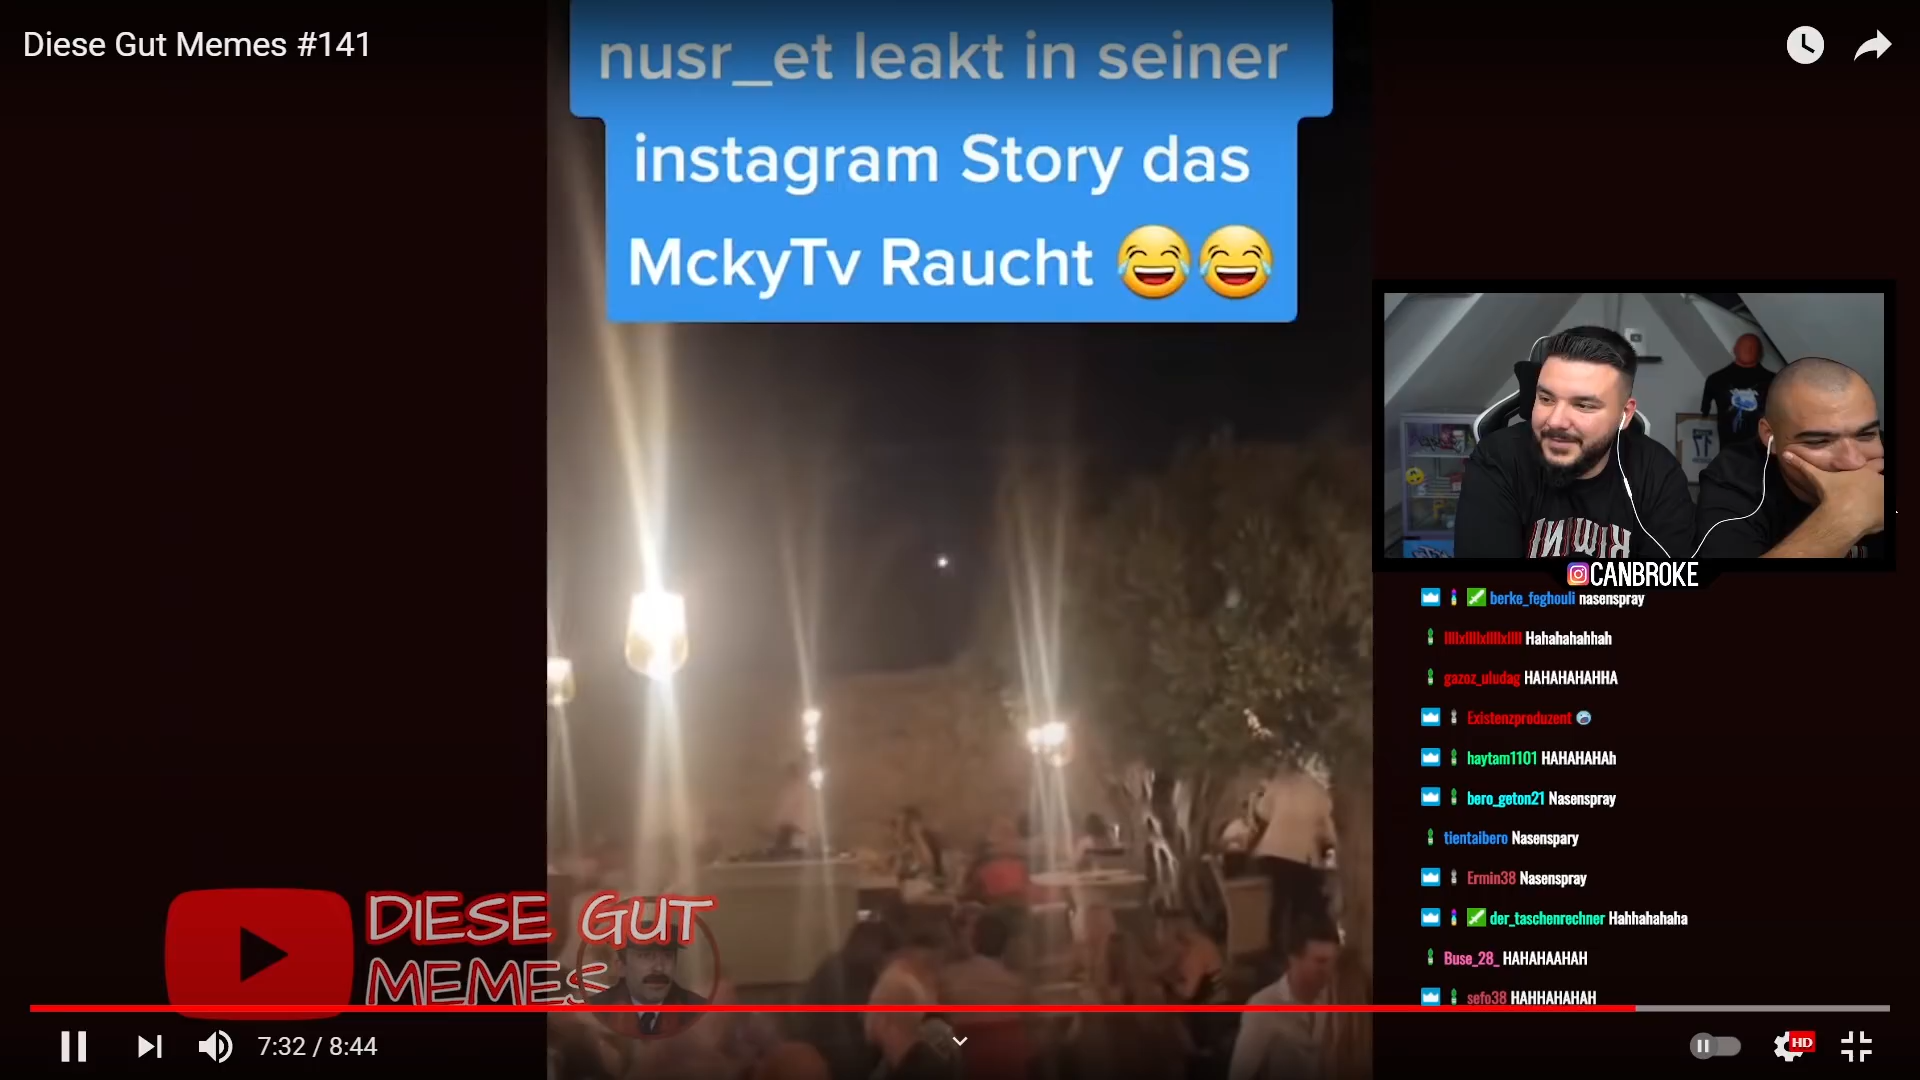 Diese Gut Memes #141
nusr_et leakt in seiner
instagram Story das
MckyTv Raucht 😂😂
KIWINI
17
CANBROKE
berke_feghouli nasenspray
Hahahahahhah
gazoz_uludag HAHAHAHAHHA
Existenzproduzent
haytam1101 HAHAHAHAh
bero_geton21 Nasenspray
tientaibero Nasenspary
Ermin38 Nasenspray
der_taschenrechner Hahhahahaha
Buse_28_ HAHAHAAHAH
sefo38 HAHHAHAHAH
DIESE GUT
MEMES
7:32 / 8:44
HD